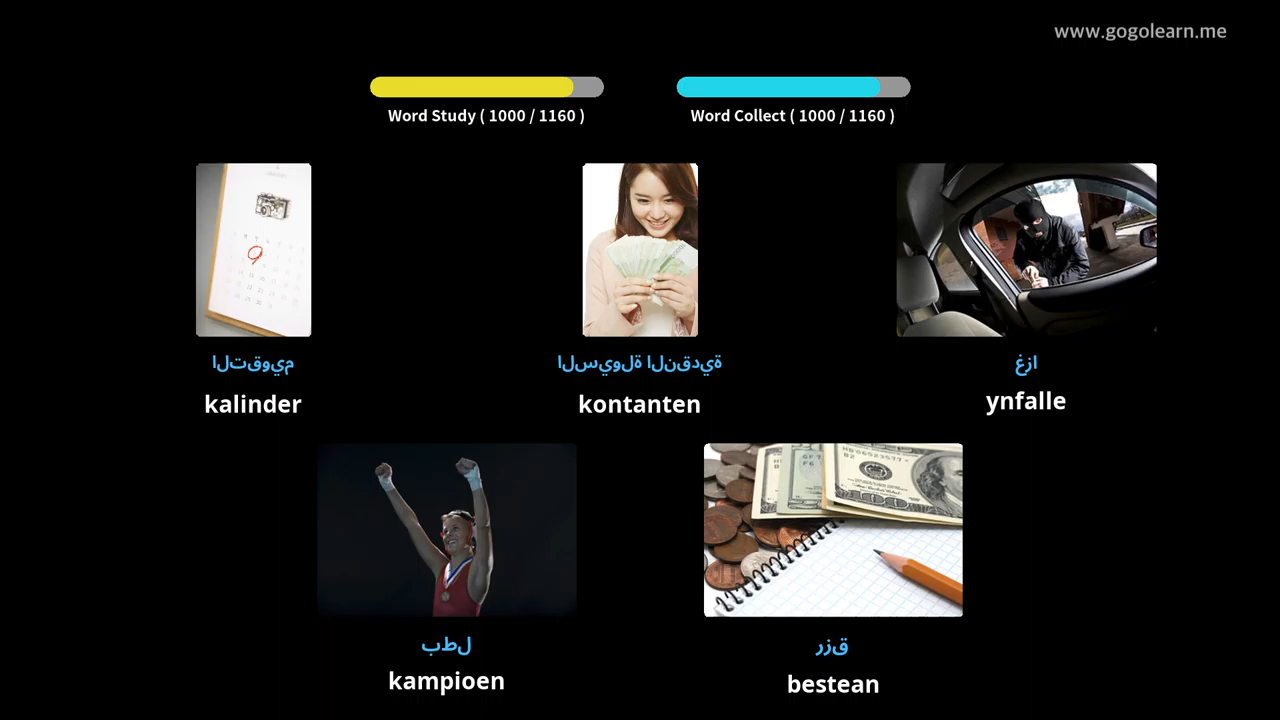 www.gogolearn.me
Word Study ( 1000 / 1160 )
Word Collect ( 1000 / 1160 )
التقويم
السيولة النقدية
غزا
kalinder
kontanten
ynfalle
بطل
رزق
kampioen
bestean